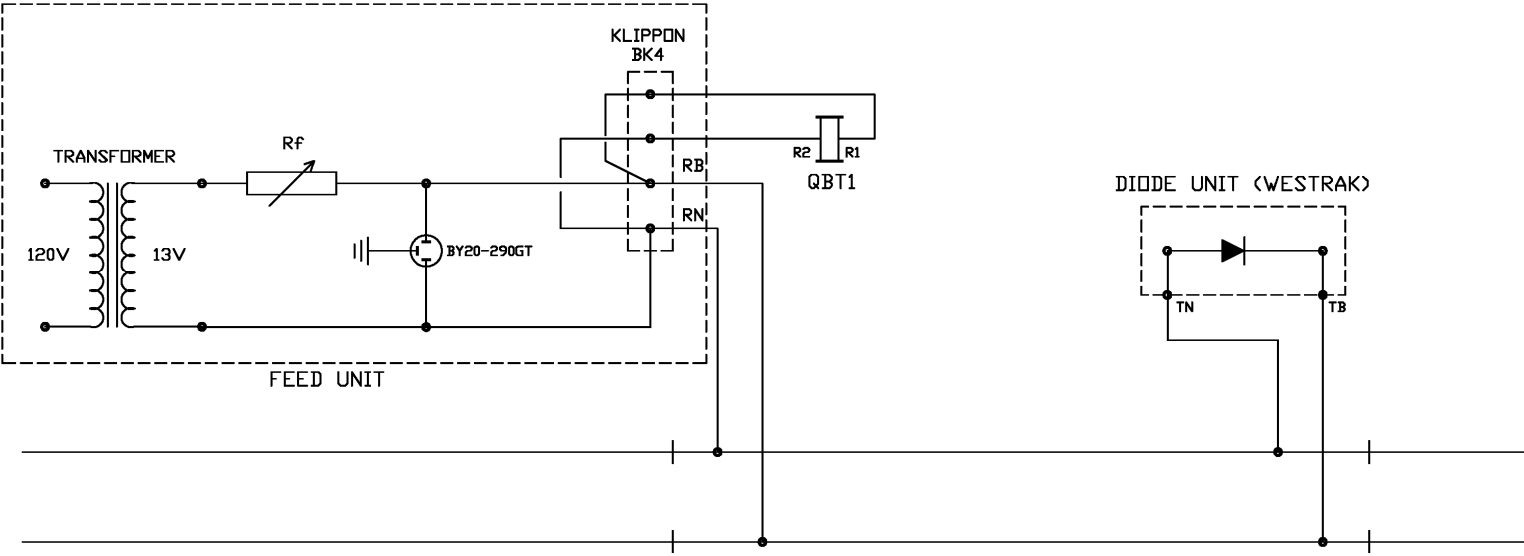 KLIPPON
BK4
Rf
TRANSFORMER
R2
R1
RB
QBT1
DIODE UNIT (WESTRAK)
RN
120V
13V
BY20-290GT
TN
TB
FEED UNIT